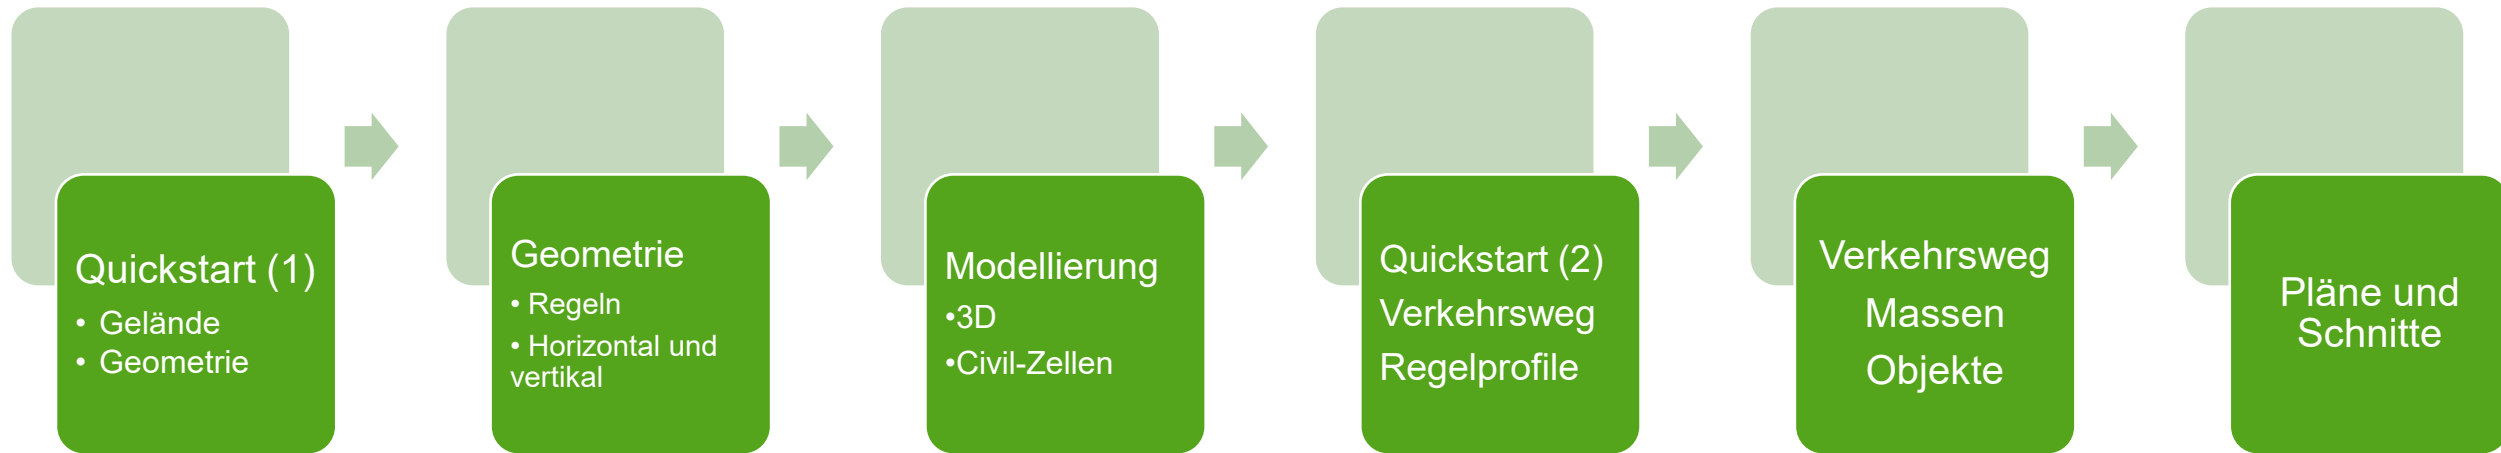 Quickstart (1)
• Gelände
• Geometrie
Geometrie
• Regeln
• Horizontal und
vertikal
Modellierung
•3D
•Civil-Zellen
Quickstart (2)
Verkehrsweg
Regelprofile
Verkehrsweg
Massen
Objekte
Pläne und
Schnitte